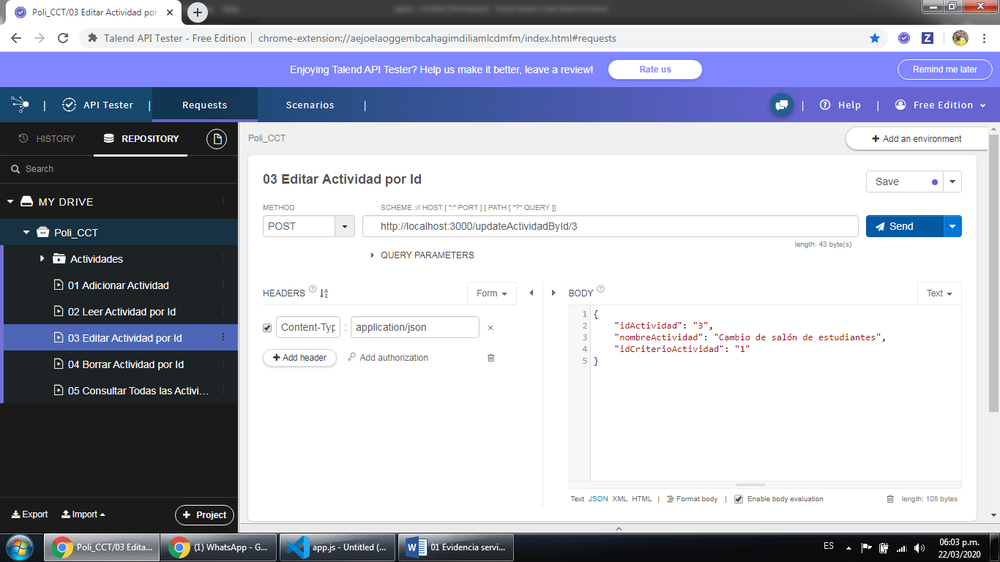 Poli_CCT/03 Editar Actividad por
Talend API Tester - Free Edition | chrome-extension://aejoelaoggembcahagimdiliamlcdmfm/index.html#requests
Enjoying Talend API Tester? Help us make it better, leave a review! Rate us Remind me later
| API Tester | Requests Scenarios | | Help | Free Edition
HISTORY REPOSITORY
Search
MY DRIVE
Poli_CCT
Actividades
01 Adicionar Actividad
02 Leer Actividad por Id
03 Editar Actividad por Id
04 Borrar Actividad por Id
05 Consultar Todas las Activi...
Export Import + Project
Poli_CCT
+ Add an environment
03 Editar Actividad por Id
Save
METHOD SCHEME :// HOST [ ":" PORT ] [ PATH [ "?" QUERY ]]
POST http://localhost:3000/updateActividadById/3 Send
length: 43 byte(s)
QUERY PARAMETERS
HEADERS ? Form
Content-Typ : application/json ×
+ Add header Add authorization
BODY ? Text
1 {
2 "idActividad": "3",
3 "nombreActividad": "Cambio de salón de estudiantes",
4 "idCriterioActividad": "1"
5 }
Text JSON XML HTML | Format body | Enable body evaluation length: 108 bytes
Poli_CCT/03 Edita... (1) WhatsApp - G... app.js - Untitled (... 01 Evidencia servi...
ES 06:03 p.m.
22/03/2020